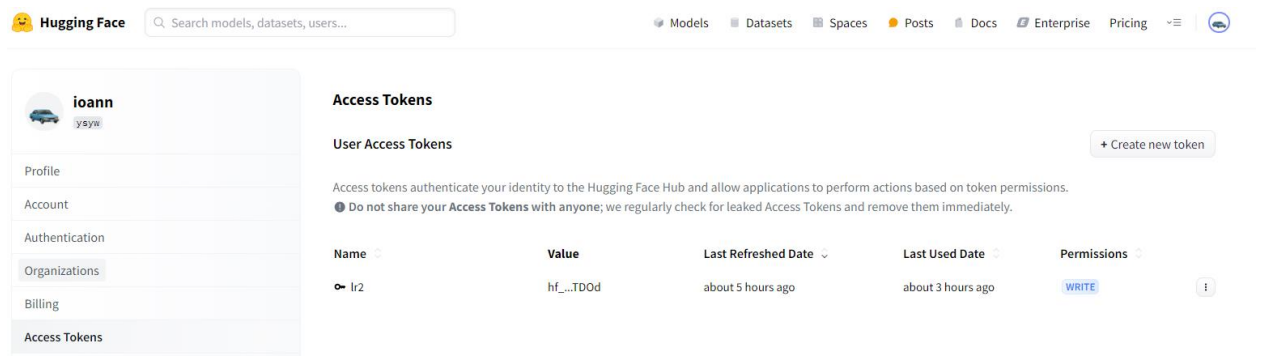 Hugging Face
Search models, datasets, users...
Models
Datasets
Spaces
Posts
Docs
Enterprise
Pricing
ioann
ysyw
Profile
Account
Authentication
Organizations
Billing
Access Tokens
Access Tokens
User Access Tokens
+ Create new token
Access tokens authenticate your identity to the Hugging Face Hub and allow applications to perform actions based on token permissions.
Do not share your Access Tokens with anyone; we regularly check for leaked Access Tokens and remove them immediately.
Name Value Last Refreshed Date Last Used Date Permissions
lr2 hf_...TDOd about 5 hours ago about 3 hours ago WRITE